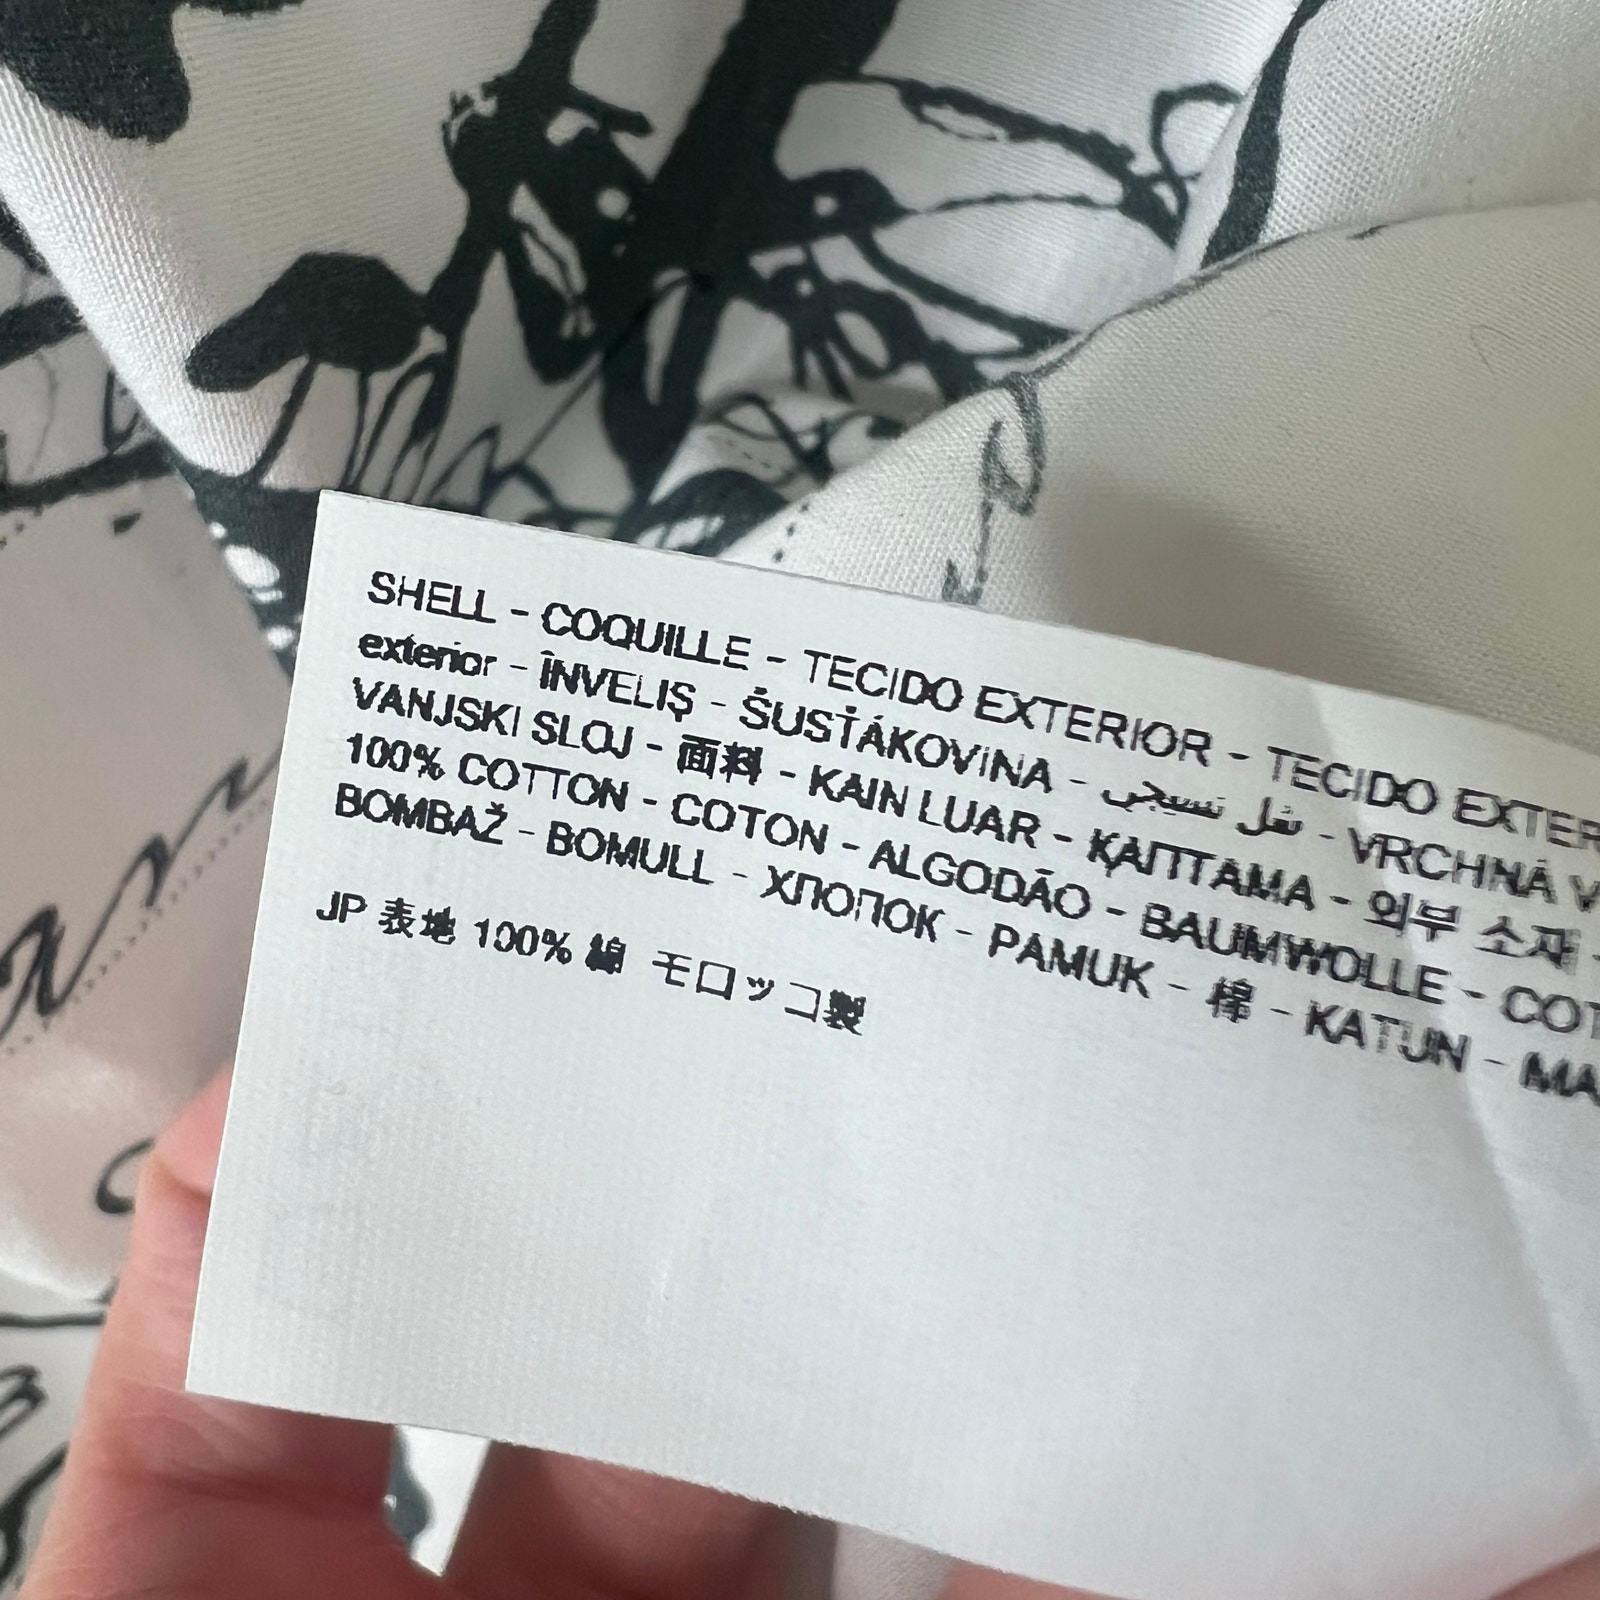 SHELL - COQUILLE - TECIDO EXTERIOR - TECIDO EXTER
exterior - ÎNVELIŞ - ŠUSŤÁKOVINA - شل نسيجي - VRCHNÁ V
VANJSKI SLOJ - 面料 - KAIN LUAR - ҚАПТАМА - 외부 소재 -
100% COTTON - COTON - ALGODÃO - BAUMWOLLE - COT
BOMBAŽ - BOMULL - ХЛОПОК - PAMUK - 棉 - KATUN - MA
JP 表地 100% 綿 モロッコ製